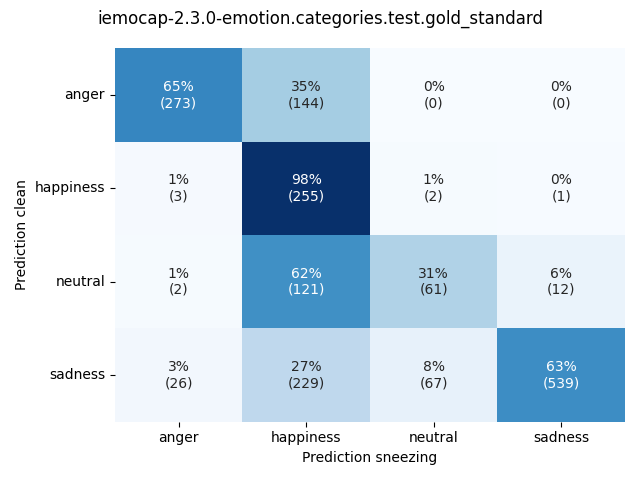 iemocap-2.3.0-emotion.categories.test.gold_standard
Prediction clean
anger
65%
(273)
35%
(144)
0%
(0)
0%
(0)
happiness
1%
(3)
98%
(255)
1%
(2)
0%
(1)
neutral
1%
(2)
62%
(121)
31%
(61)
6%
(12)
sadness
3%
(26)
27%
(229)
8%
(67)
63%
(539)
anger
happiness
neutral
sadness
Prediction sneezing